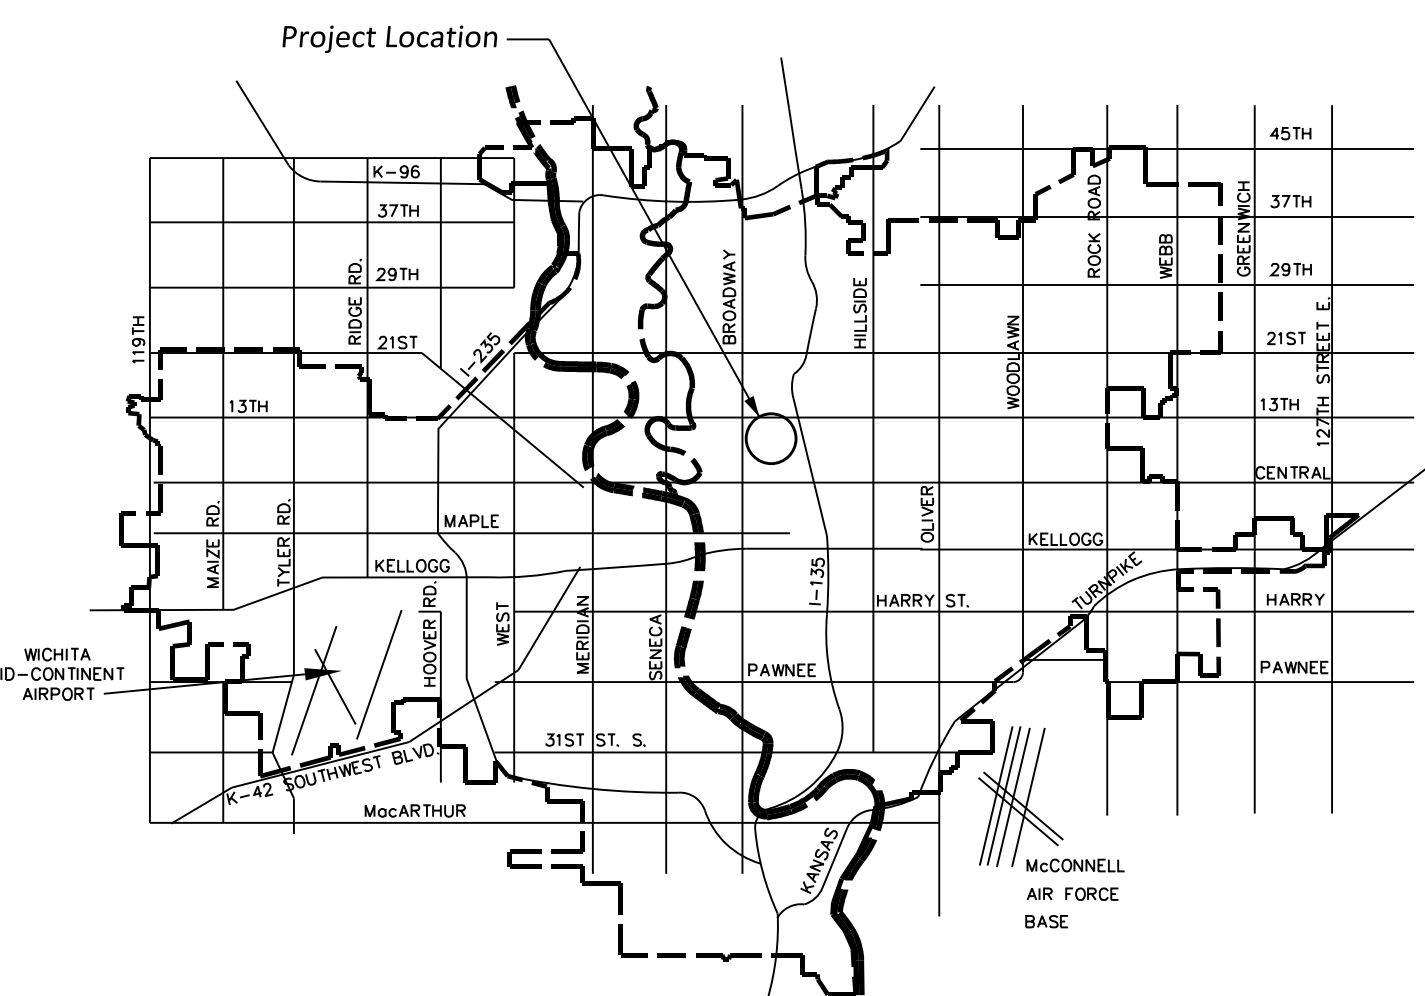 Project Location
45TH
K-96
37TH
37TH
ROCK ROAD
GREENWICH
WEBB
29TH
29TH
RIDGE RD.
BROADWAY
HILLSIDE
119TH
21ST
I-235
WOODLAWN
21ST
127TH STREET E.
13TH
13TH
CENTRAL
MAIZE RD.
TYLER RD.
MAPLE
OLIVER
KELLOGG
KELLOGG
I-135
TURNPIKE
HOOVER RD.
WEST
MERIDIAN
SENECA
HARRY ST.
HARRY
WICHITA
ID-CONTINENT
AIRPORT
PAWNEE
PAWNEE
31ST ST. S.
K-42 SOUTHWEST BLVD.
MacARTHUR
KANSAS
McCONNELL
AIR FORCE
BASE